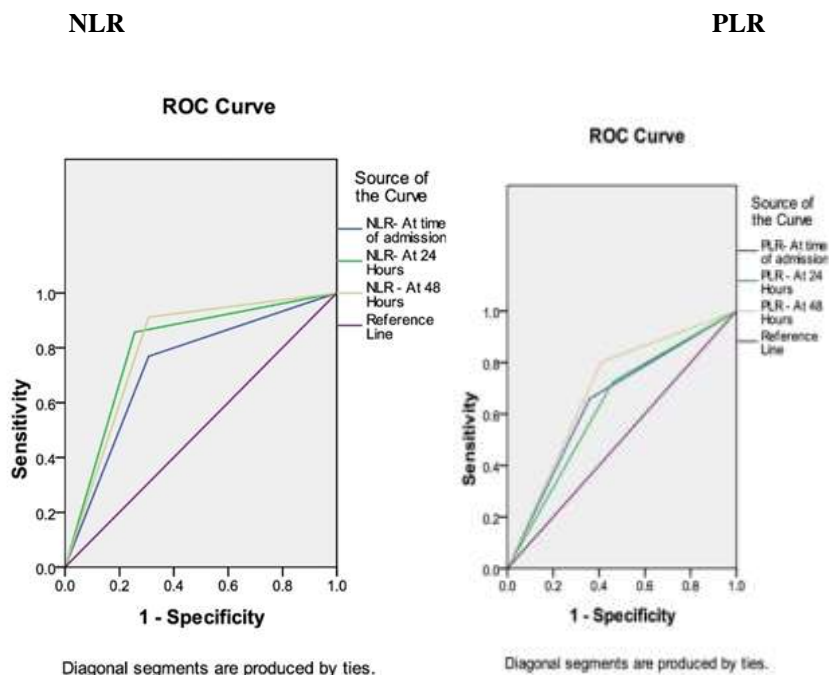 NLR
PLR
ROC Curve
Source of
the Curve
NLR- At time
of admission
NLR- At 24
Hours
NLR - At 48
Hours
Reference
Line
1.0
0.8
0.6
0.4
0.2
0.0
Sensitivity
0.0 0.2 0.4 0.6 0.8 1.0
1 - Specificity
Diagonal segments are produced by ties.
ROC Curve
Source of
the Curve
PLR- At time
of admission
PLR - At 24
Hours
PLR - At 48
Hours
Reference
Line
1.0
0.8
0.6
0.4
0.2
0.0
Sensitivity
0.0 0.2 0.4 0.6 0.8 1.0
1 - Specificity
Diagonal segments are produced by ties.